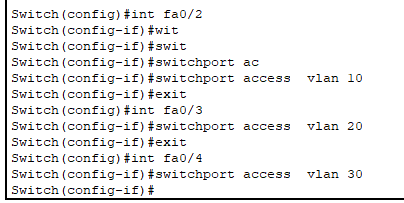 Switch(config)#int fa0/2
Switch(config-if)#wit
Switch(config-if)#swit
Switch(config-if)#switchport ac
Switch(config-if)#switchport access  vlan 10
Switch(config-if)#exit
Switch(config)#int fa0/3
Switch(config-if)#switchport access  vlan 20
Switch(config-if)#exit
Switch(config)#int fa0/4
Switch(config-if)#switchport access  vlan 30
Switch(config-if)#